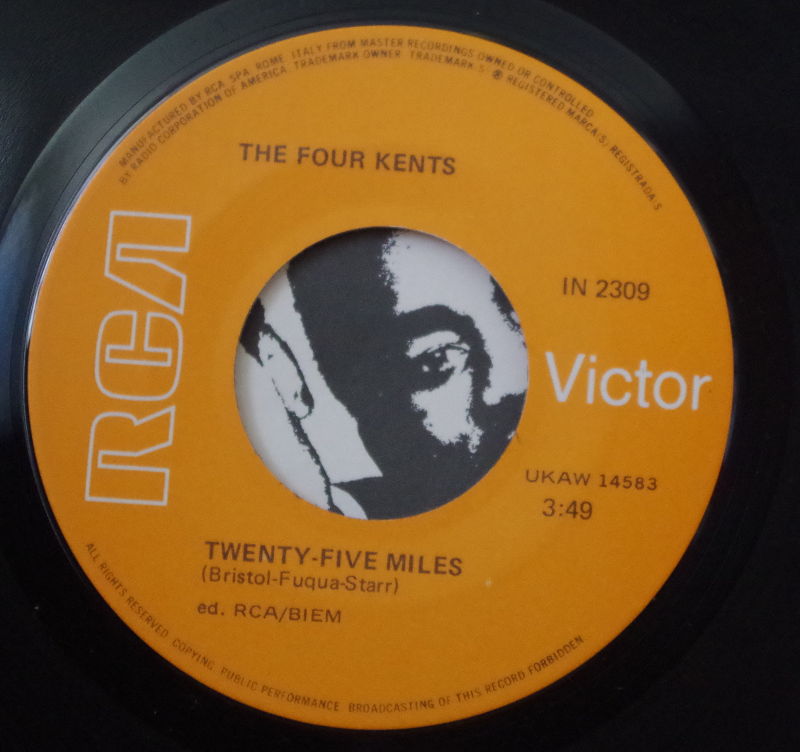 MANUFACTURED BY RCA, SPA. ROME, ITALY FROM MASTER RECORDINGS OWNED OR CONTROLLED
BY RADIO CORPORATION OF AMERICA. TRADEMARK OWNER. TRADEMARK·S· ® REGISTERED MARCA'S/ REGISTRADA·S
THE FOUR KENTS
RCA
IN 2309
Victor
UKAW 14583
3:49
TWENTY-FIVE MILES
(Bristol-Fuqua-Starr)
ed. RCA/BIEM
ALL RIGHTS RESERVED. COPYING, PUBLIC PERFORMANCE BROADCASTING OF THIS RECORD FORBIDDEN